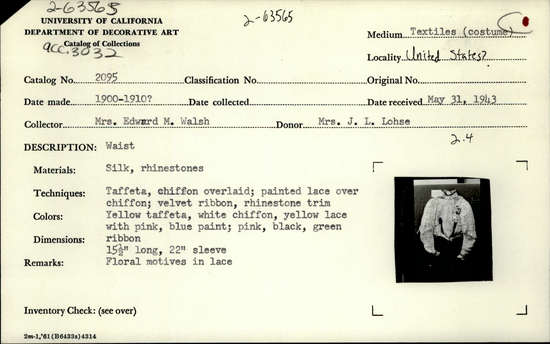 2-63565
2-63565
UNIVERSITY OF CALIFORNIA
DEPARTMENT OF DECORATIVE ART
Catalog of Collections
acc. 3032
Medium Textiles (costume)
Locality United States?
Catalog No. 2095 Classification No. Original No.
Date made 1900-1910? Date collected Date received May 31, 1943
Collector Mrs. Edward M. Walsh Donor Mrs. J. L. Lohse
2.4
DESCRIPTION: Waist
Materials: Silk, rhinestones
Techniques: Taffeta, chiffon overlaid; painted lace over
chiffon; velvet ribbon, rhinestone trim
Colors: Yellow taffeta, white chiffon, yellow lace
with pink, blue paint; pink, black, green
ribbon
Dimensions: 15½" long, 22" sleeve
Remarks: Floral motives in lace
Inventory Check: (see over)
2m-1,'61(B6433s)4314